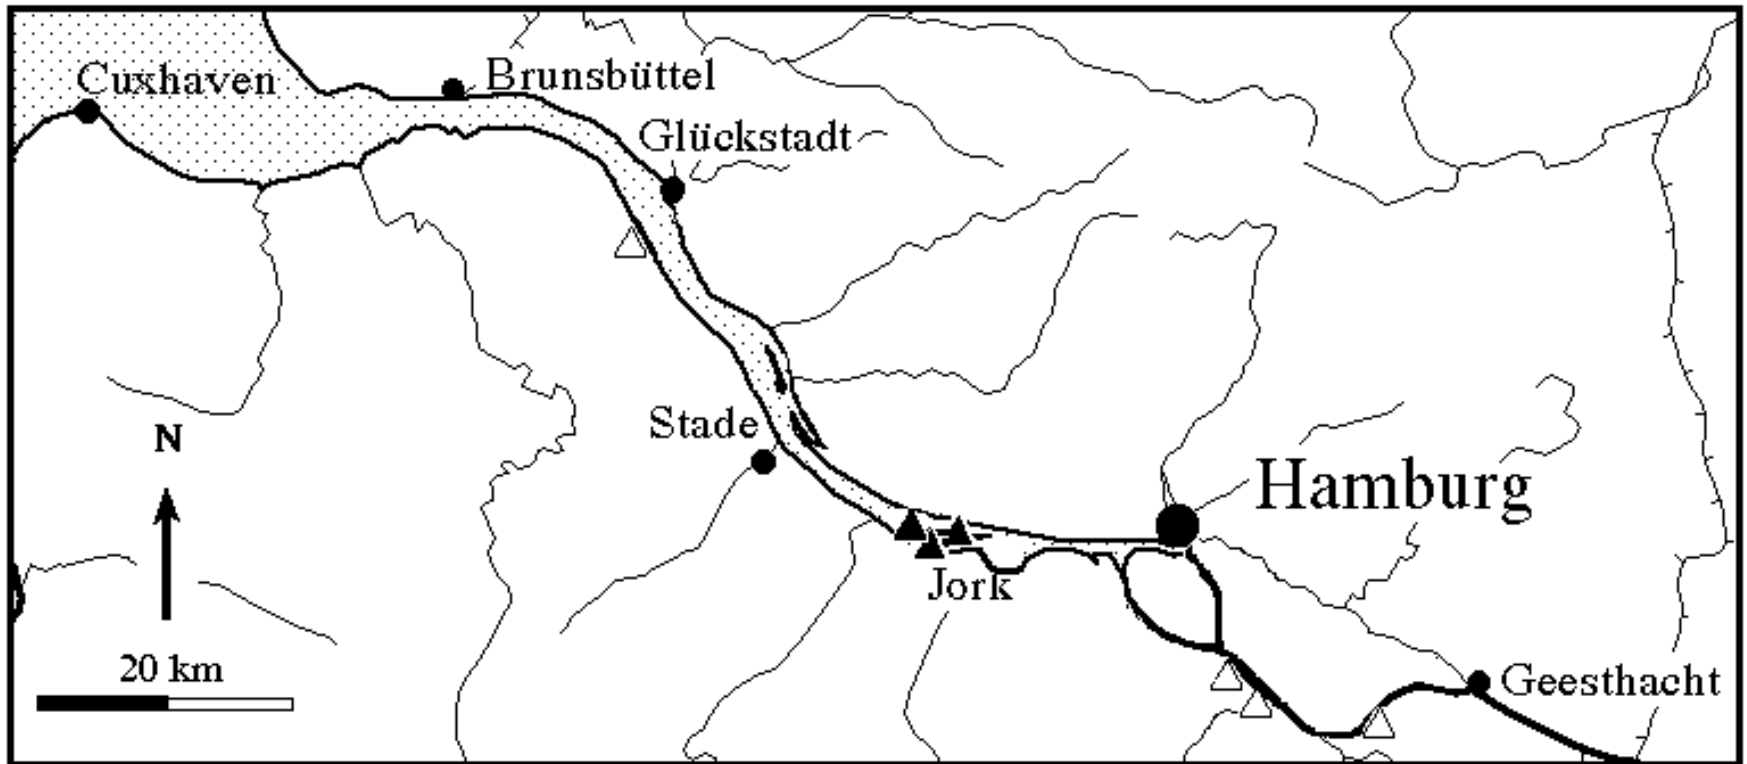 Cuxhaven
Brunsbüttel
Glückstadt
Stade
N
Hamburg
Jork
20 km
Geesthacht